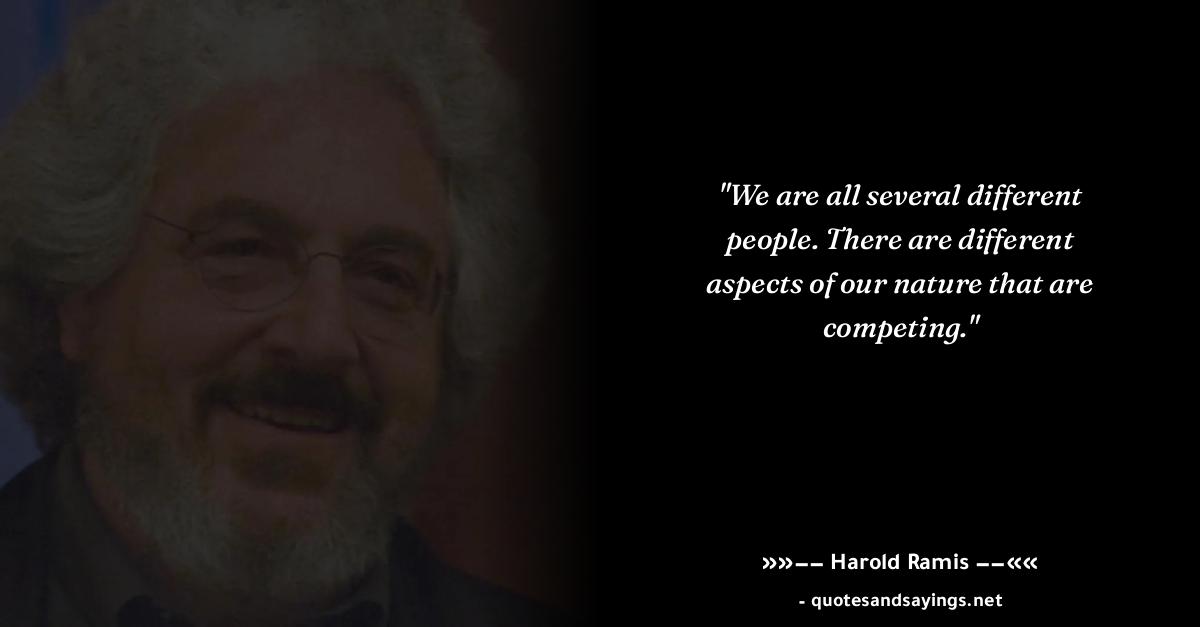 "We are all several different
people. There are different
aspects of our nature that are
competing."
»»−− Harold Ramis −−««
- quotesandsayings.net